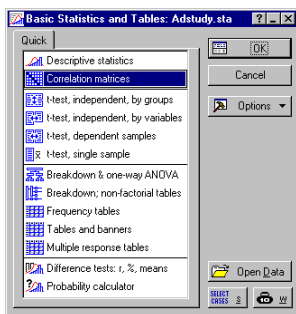 Basic Statistics and Tables: Adstudy.sta
Quick
Descriptive statistics
Correlation matrices
t-test, independent, by groups
t-test, independent, by variables
t-test, dependent samples
t-test, single sample
Breakdown & one-way ANOVA
Breakdown; non-factorial tables
Frequency tables
Tables and banners
Multiple response tables
Difference tests: r, %, means
Probability calculator
OK
Cancel
Options
Open Data
SELECT CASES S
W